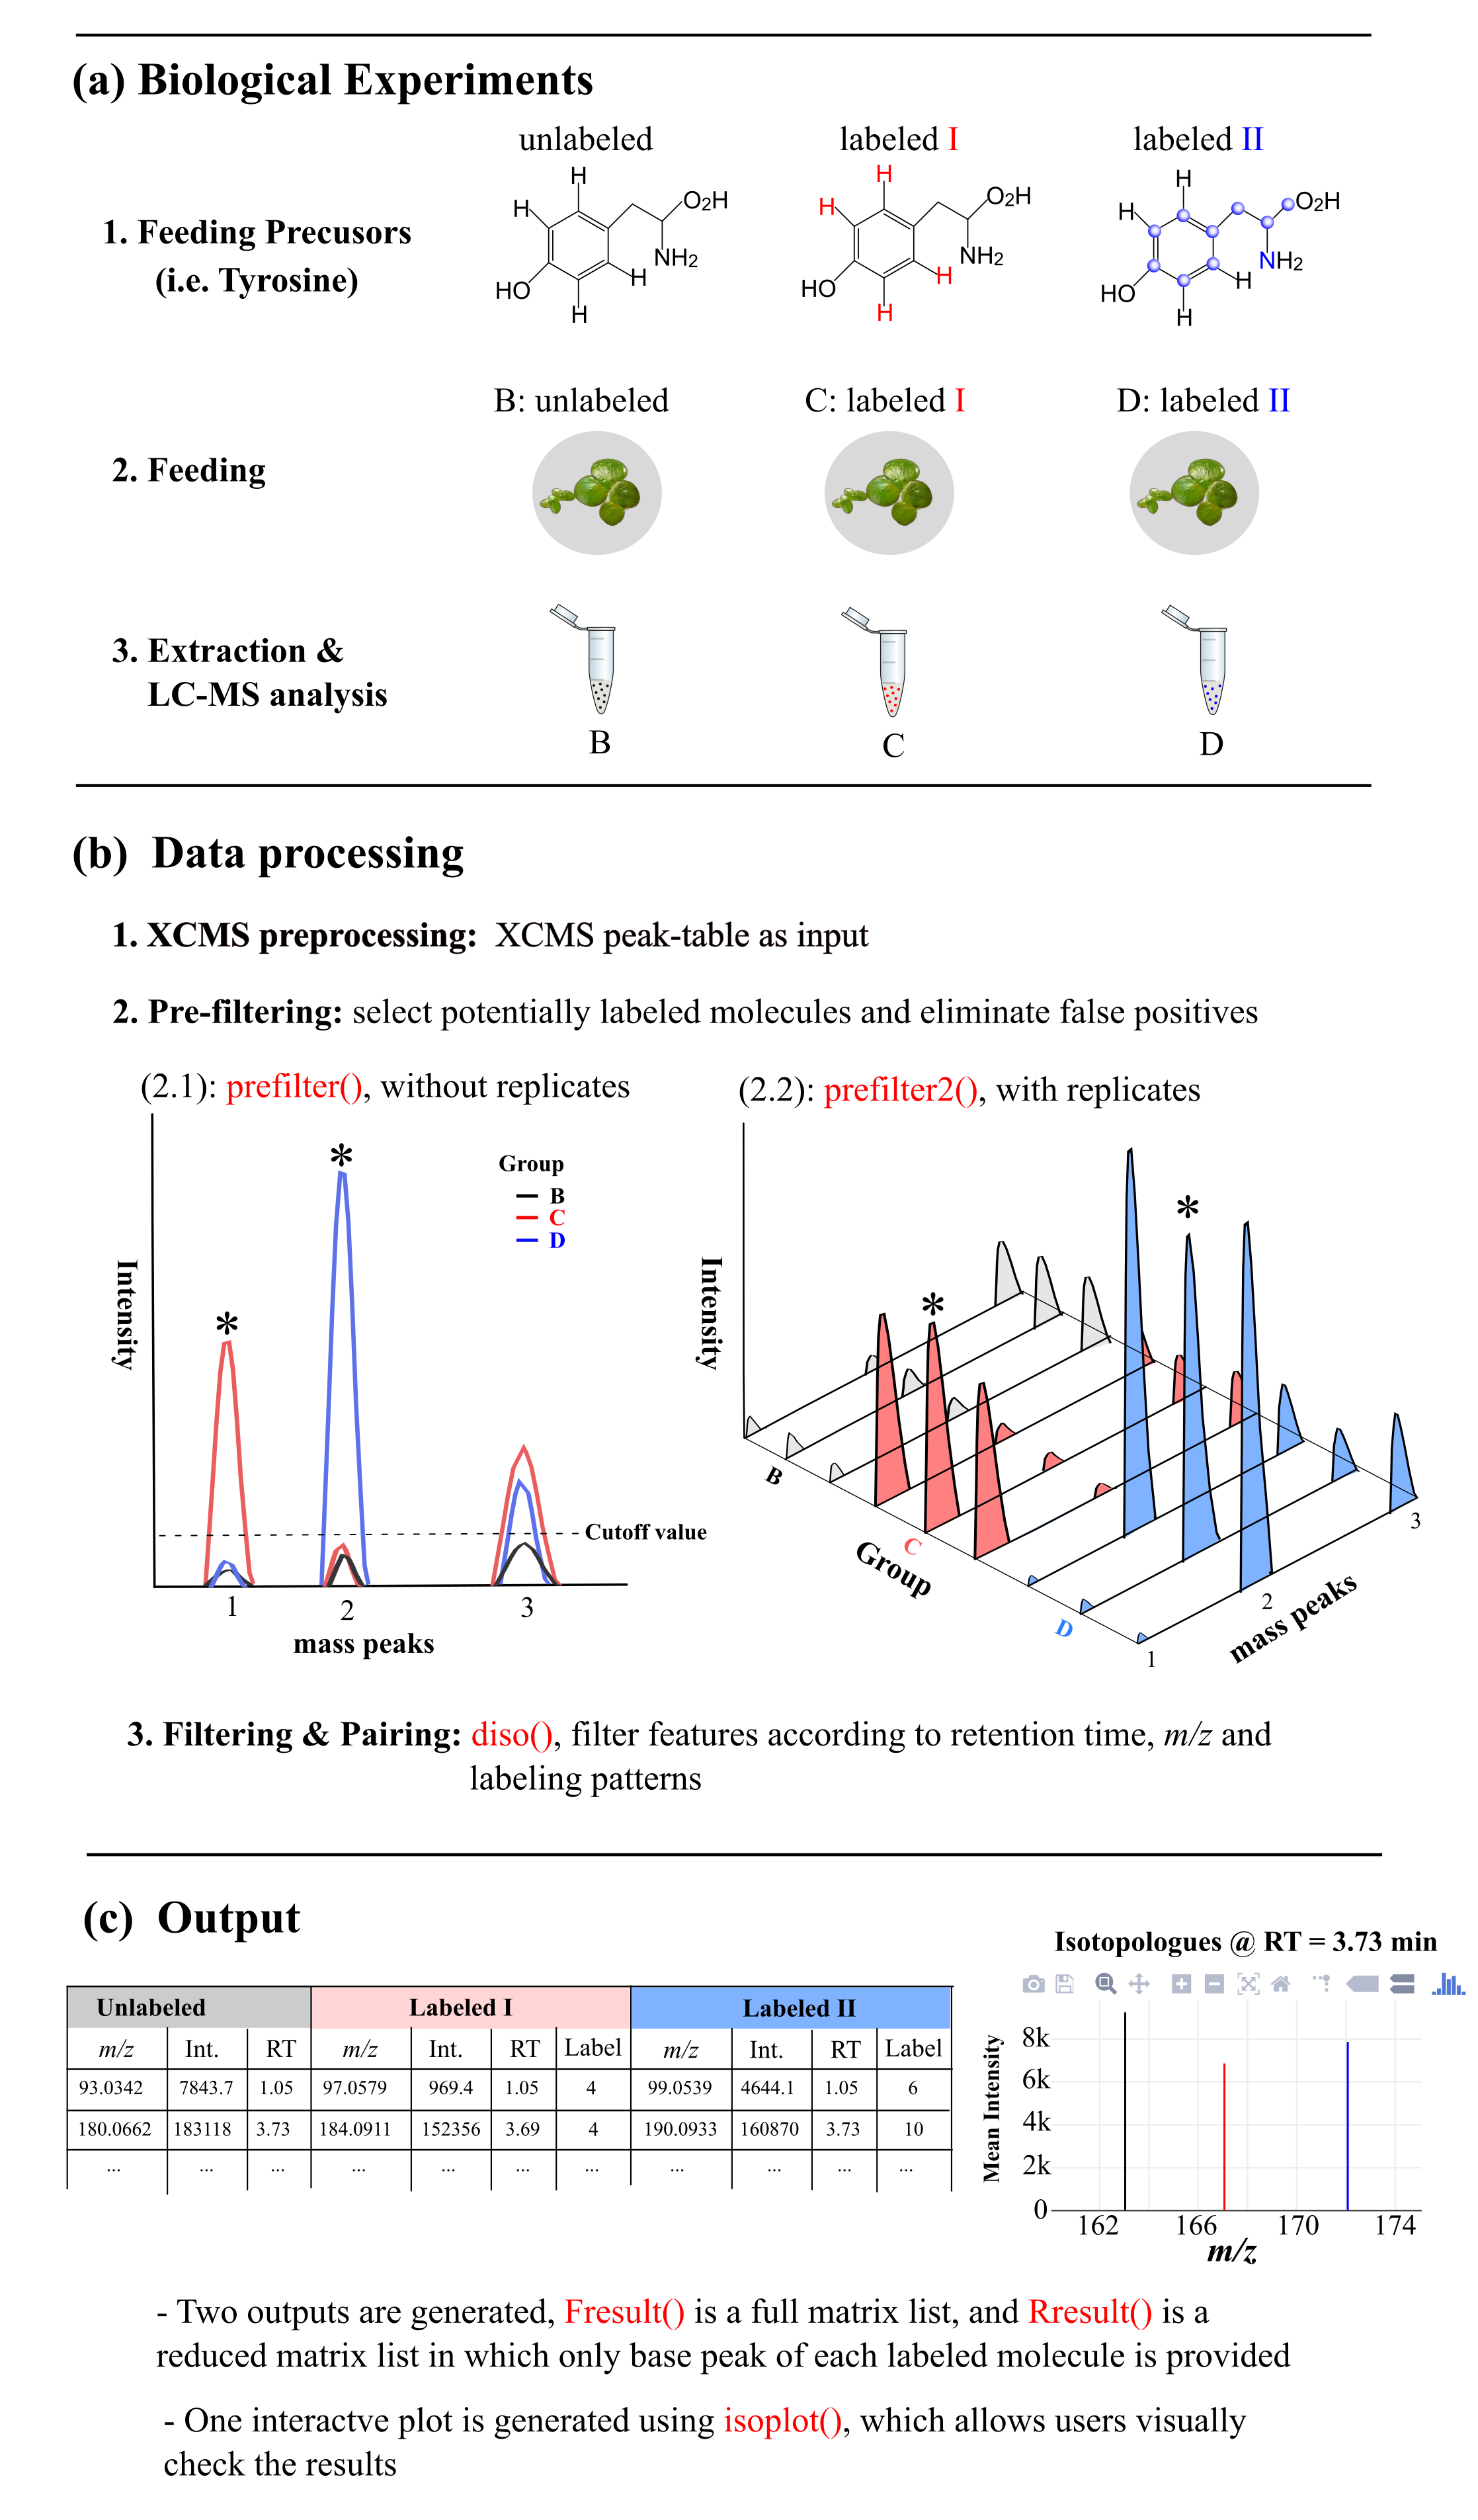 (a) Biological Experiments
unlabeled labeled I labeled II
H H H
H O2H H O2H H O2H
1. Feeding Precusors
(i.e. Tyrosine)
NH2 NH2 NH2
H H H
HO HO HO
H H H
B: unlabeled C: labeled I D: labeled II
2. Feeding
3. Extraction &
LC-MS analysis
B C D
(b) Data processing
1. XCMS preprocessing: XCMS peak-table as input
2. Pre-filtering: select potentially labeled molecules and eliminate false positives
(2.1): prefilter(), without replicates
*
*
Group
B
C
D
Intensity
Cutoff value
1 2 3
mass peaks
(2.2): prefilter2(), with replicates
*
*
Intensity
B
C
D
Group
1
2
3
mass peaks
3. Filtering & Pairing: diso(), filter features according to retention time, m/z and
labeling patterns
(c) Output
Unlabeled Labeled I Labeled II
m/z Int. RT m/z Int. RT Label m/z Int. RT Label
93.0342 7843.7 1.05 97.0579 969.4 1.05 4 99.0539 4644.1 1.05 6
180.0662 183118 3.73 184.0911 152356 3.69 4 190.0933 160870 3.73 10
... ... ... ... ... ... ... ... ... ... ...
Isotopologues @ RT = 3.73 min
Mean Intensity
8k
6k
4k
2k
0
162 166 170 174
m/z
- Two outputs are generated, Fresult() is a full matrix list, and Rresult() is a
reduced matrix list in which only base peak of each labeled molecule is provided
- One interactve plot is generated using isoplot(), which allows users visually
check the results